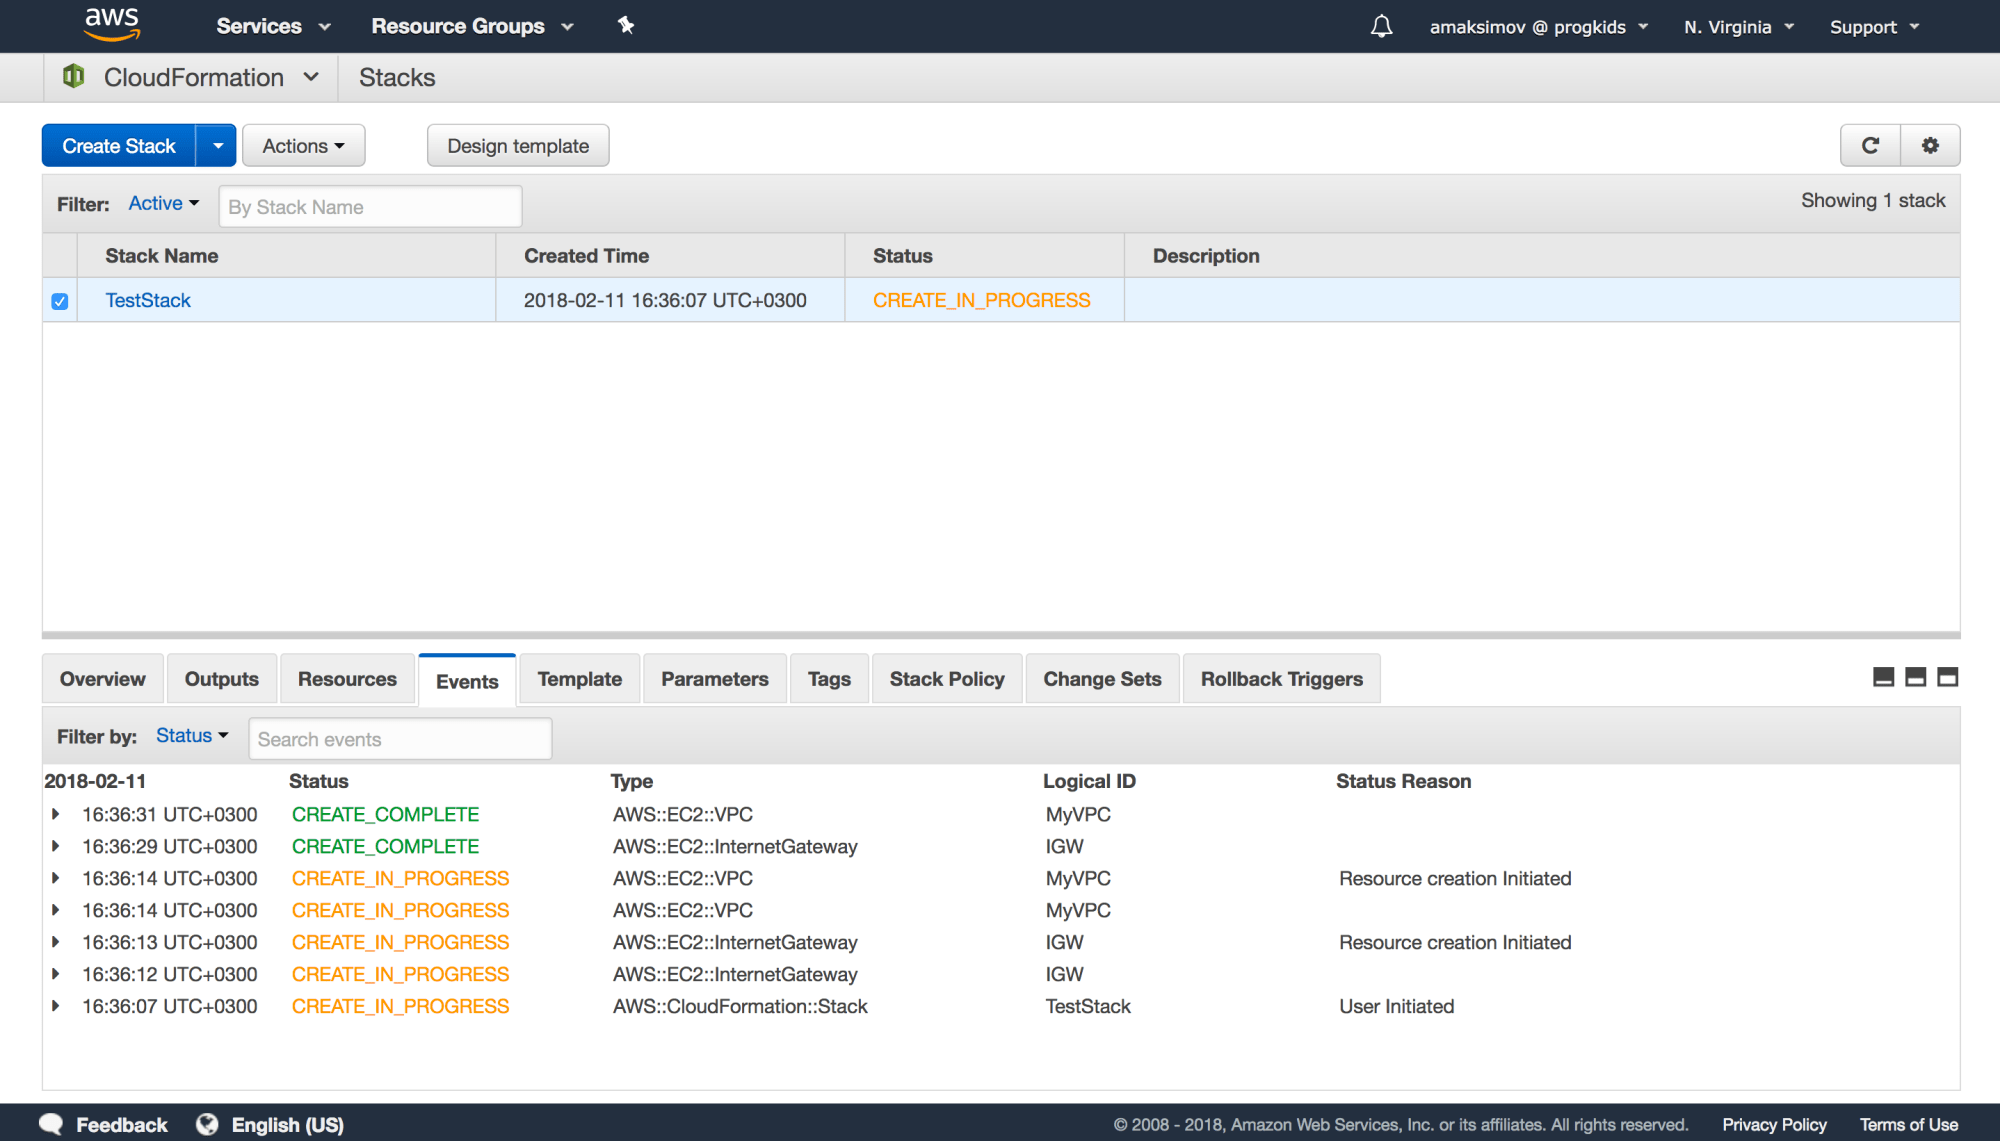 aws Services Resource Groups amaksimov @ progkids N. Virginia Support
CloudFormation Stacks
Create Stack Actions Design template
Filter: Active By Stack Name Showing 1 stack
Stack Name Created Time Status Description
TestStack 2018-02-11 16:36:07 UTC+0300 CREATE_IN_PROGRESS
Overview Outputs Resources Events Template Parameters Tags Stack Policy Change Sets Rollback Triggers
Filter by: Status Search events
2018-02-11 Status Type Logical ID Status Reason
16:36:31 UTC+0300 CREATE_COMPLETE AWS::EC2::VPC MyVPC
16:36:29 UTC+0300 CREATE_COMPLETE AWS::EC2::InternetGateway IGW
16:36:14 UTC+0300 CREATE_IN_PROGRESS AWS::EC2::VPC MyVPC Resource creation Initiated
16:36:14 UTC+0300 CREATE_IN_PROGRESS AWS::EC2::VPC MyVPC
16:36:13 UTC+0300 CREATE_IN_PROGRESS AWS::EC2::InternetGateway IGW Resource creation Initiated
16:36:12 UTC+0300 CREATE_IN_PROGRESS AWS::EC2::InternetGateway IGW
16:36:07 UTC+0300 CREATE_IN_PROGRESS AWS::CloudFormation::Stack TestStack User Initiated
Feedback English (US) © 2008 - 2018, Amazon Web Services, Inc. or its affiliates. All rights reserved. Privacy Policy Terms of Use